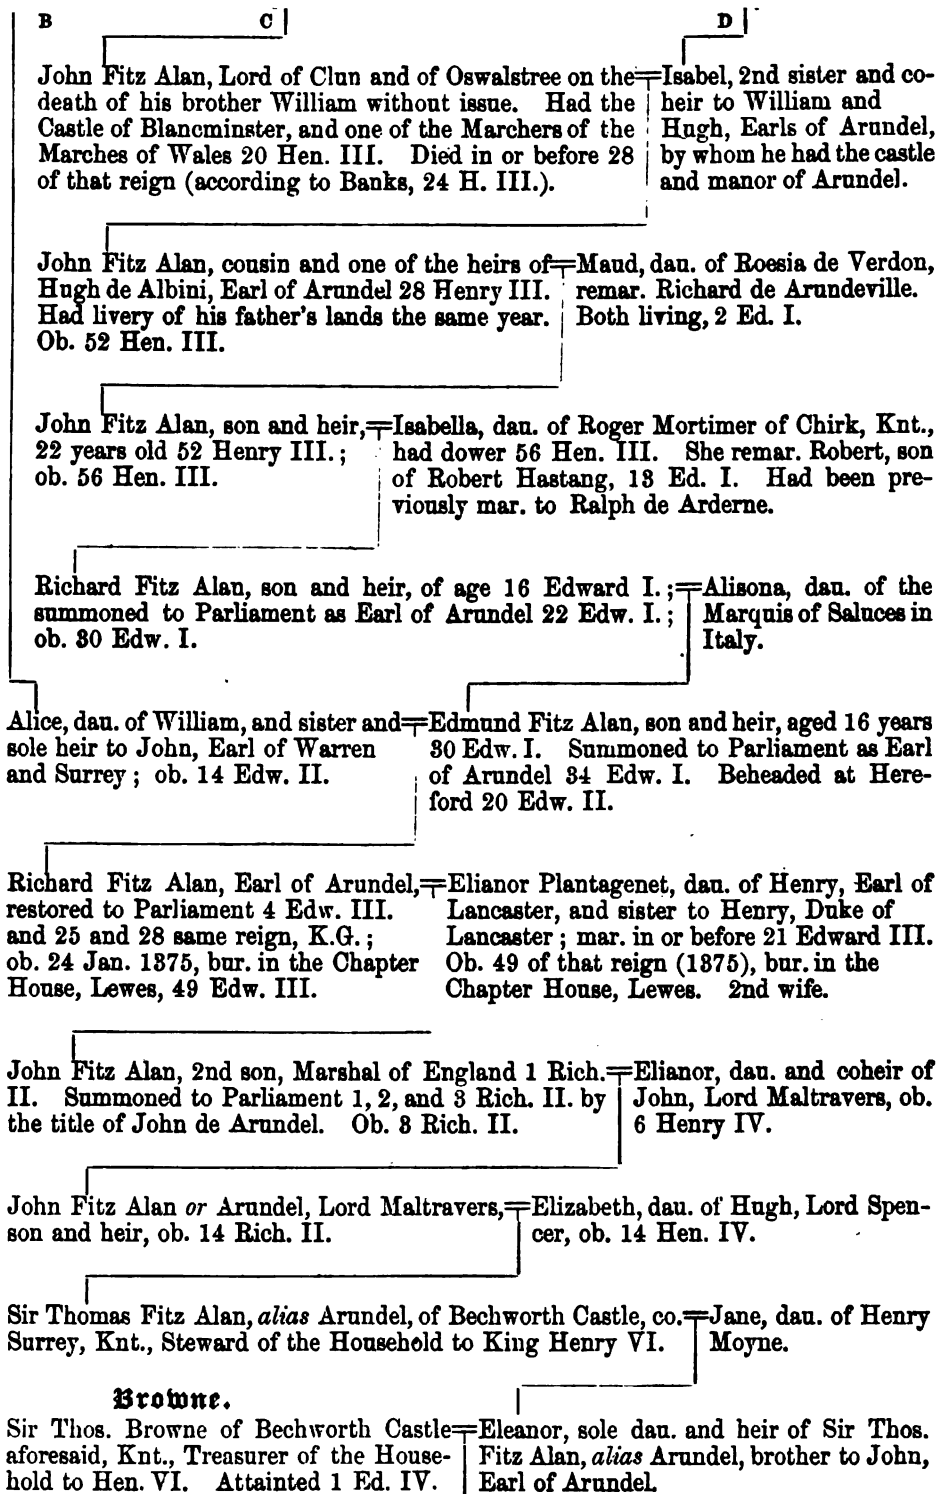 B C D
John Fitz Alan, Lord of Clun and of Oswalstree on the
death of his brother William without issue. Had the
Castle of Blancminster, and one of the Marchers of the
Marches of Wales 20 Hen. III. Died in or before 28
of that reign (according to Banks, 24 H. III.).
Isabel, 2nd sister and co-
heir to William and
Hugh, Earls of Arundel,
by whom he had the castle
and manor of Arundel.
John Fitz Alan, cousin and one of the heirs of
Hugh de Albini, Earl of Arundel 28 Henry III.
Had livery of his father's lands the same year.
Ob. 52 Hen. III.
Maud, dau. of Roesia de Verdon,
remar. Richard de Arundeville.
Both living, 2 Ed. I.
John Fitz Alan, son and heir,
22 years old 52 Henry III.;
ob. 56 Hen. III.
Isabella, dau. of Roger Mortimer of Chirk, Knt.,
had dower 56 Hen. III. She remar. Robert, son
of Robert Hastang, 13 Ed. I. Had been pre-
viously mar. to Ralph de Arderne.
Richard Fitz Alan, son and heir, of age 16 Edward I.;
summoned to Parliament as Earl of Arundel 22 Edw. I.;
ob. 30 Edw. I.
Alisona, dau. of the
Marquis of Saluces in
Italy.
Alice, dau. of William, and sister and
sole heir to John, Earl of Warren
and Surrey; ob. 14 Edw. II.
Edmund Fitz Alan, son and heir, aged 16 years
30 Edw. I. Summoned to Parliament as Earl
of Arundel 34 Edw. I. Beheaded at Here-
ford 20 Edw. II.
Richard Fitz Alan, Earl of Arundel,
restored to Parliament 4 Edw. III.
and 25 and 28 same reign, K.G.;
ob. 24 Jan. 1375, bur. in the Chapter
House, Lewes, 49 Edw. III.
Elianor Plantagenet, dau. of Henry, Earl of
Lancaster, and sister to Henry, Duke of
Lancaster; mar. in or before 21 Edward III.
Ob. 49 of that reign (1375), bur. in the
Chapter House, Lewes. 2nd wife.
John Fitz Alan, 2nd son, Marshal of England 1 Rich.
II. Summoned to Parliament 1, 2, and 3 Rich. II. by
the title of John de Arundel. Ob. 3 Rich. II.
Elianor, dau. and coheir of
John, Lord Maltravers, ob.
6 Henry IV.
John Fitz Alan or Arundel, Lord Maltravers,
son and heir, ob. 14 Rich. II.
Elizabeth, dau. of Hugh, Lord Spen-
cer, ob. 14 Hen. IV.
Sir Thomas Fitz Alan, alias Arundel, of Bechworth Castle, co.
Surrey, Knt., Steward of the Household to King Henry VI.
Jane, dau. of Henry
Moyne.
Browne.
Sir Thos. Browne of Bechworth Castle
aforesaid, Knt., Treasurer of the House-
hold to Hen. VI. Attainted 1 Ed. IV.
Eleanor, sole dau. and heir of Sir Thos.
Fitz Alan, alias Arundel, brother to John,
Earl of Arundel.